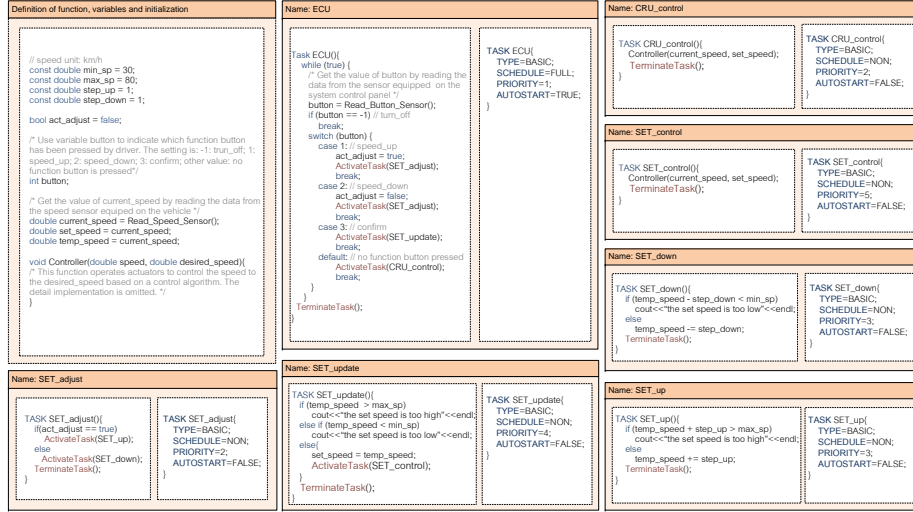 Definition of function, variables and initialization
// speed unit: km/h
const double min_sp = 30;
const double max_sp = 80;
const double step_up = 1;
const double step_down = 1;
bool act_adjust = false;
/* Use variable button to indicate which function button
has been pressed by driver. The setting is: -1: trun_off; 1:
speed_up; 2: speed_down; 3: confirm; other value: no
function button is pressed*/
int button;
/* Get the value of current_speed by reading the data from
the speed sensor equiped on the vehicle */
double current_speed = Read_Speed_Sensor();
double set_speed = current_speed;
double temp_speed = current_speed;
void Controller(double speed, double desired_speed){
/* This function operates actuators to control the speed to
the desired_speed based on a control algorithm. The
detail implementation is omitted. */
}
Name: ECU
Task ECU(){
while (true) {
/* Get the value of button by reading the
data from the sensor equipped on the
system control panel */
button = Read_Button_Sensor();
if (button == -1) // turn_off
break;
switch (button) {
case 1: // speed_up
act_adjust = true;
ActivateTask(SET_adjust);
break;
case 2: // speed_down
act_adjust = false;
ActivateTask(SET_adjust);
break;
case 3: // confirm
ActivateTask(SET_update);
break;
default: // no function button pressed
ActivateTask(CRU_control);
break;
}
}
TerminateTask();
}
TASK ECU{
TYPE=BASIC;
SCHEDULE=FULL;
PRIORITY=1;
AUTOSTART=TRUE;
}
Name: CRU_control
TASK CRU_control(){
Controller(current_speed, set_speed);
TerminateTask();
}
TASK CRU_control{
TYPE=BASIC;
SCHEDULE=NON;
PRIORITY=2;
AUTOSTART=FALSE;
}
Name: SET_control
TASK SET_control(){
Controller(current_speed, set_speed);
TerminateTask();
}
TASK SET_control{
TYPE=BASIC;
SCHEDULE=NON;
PRIORITY=5;
AUTOSTART=FALSE;
}
Name: SET_down
TASK SET_down(){
if (temp_speed - step_down < min_sp)
cout<<"the set speed is too low"<<endl;
else
temp_speed -= step_down;
TerminateTask();
}
TASK SET_down{
TYPE=BASIC;
SCHEDULE=NON;
PRIORITY=3;
AUTOSTART=FALSE;
}
Name: SET_adjust
TASK SET_adjust(){
if(act_adjust == true)
ActivateTask(SET_up);
else
ActivateTask(SET_down);
TerminateTask();
}
TASK SET_adjust{
TYPE=BASIC;
SCHEDULE=NON;
PRIORITY=2;
AUTOSTART=FALSE;
}
Name: SET_update
TASK SET_update(){
if (temp_speed > max_sp)
cout<<"the set speed is too high"<<endl;
else if (temp_speed < min_sp)
cout<<"the set speed is too low"<<endl;
else{
set_speed = temp_speed;
ActivateTask(SET_control);
}
TerminateTask();
}
TASK SET_update{
TYPE=BASIC;
SCHEDULE=NON;
PRIORITY=4;
AUTOSTART=FALSE;
}
Name: SET_up
TASK SET_up(){
if (temp_speed + step_up > max_sp)
cout<<"the set speed is too high"<<endl;
else
temp_speed += step_up;
TerminateTask();
}
TASK SET_up{
TYPE=BASIC;
SCHEDULE=NON;
PRIORITY=3;
AUTOSTART=FALSE;
}